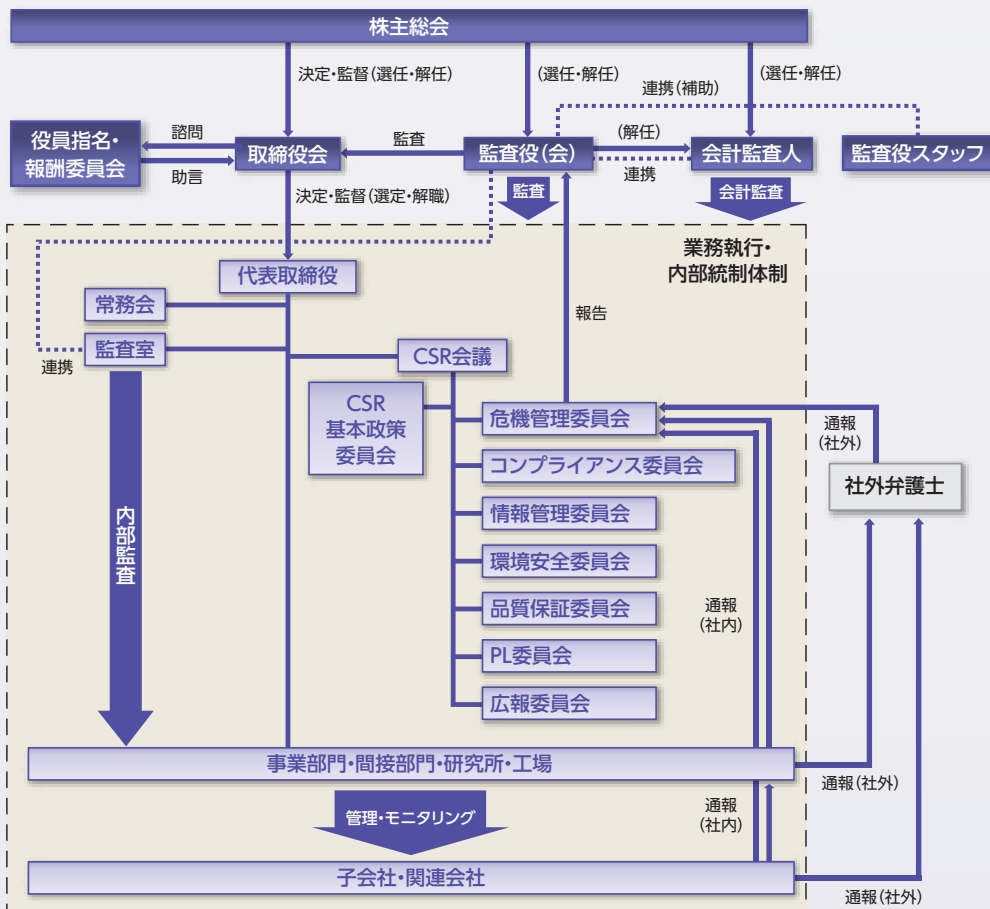 株主総会
決定・監督(選任・解任)
(選任・解任)
(選任・解任)
連携(補助)
役員指名・
報酬委員会
諮問
助言
取締役会
監査
監査役(会)
(解任)
連携
会計監査人
監査役スタッフ
決定・監督(選定・解職)
監査
会計監査
業務執行・
内部統制体制
代表取締役
常務会
監査室
連携
報告
CSR会議
CSR
基本政策
委員会
危機管理委員会
コンプライアンス委員会
情報管理委員会
環境安全委員会
品質保証委員会
PL委員会
広報委員会
通報
(社外)
社外弁護士
内部監査
通報
(社内)
事業部門・間接部門・研究所・工場
通報(社外)
管理・モニタリング
通報
(社内)
子会社・関連会社
通報(社外)